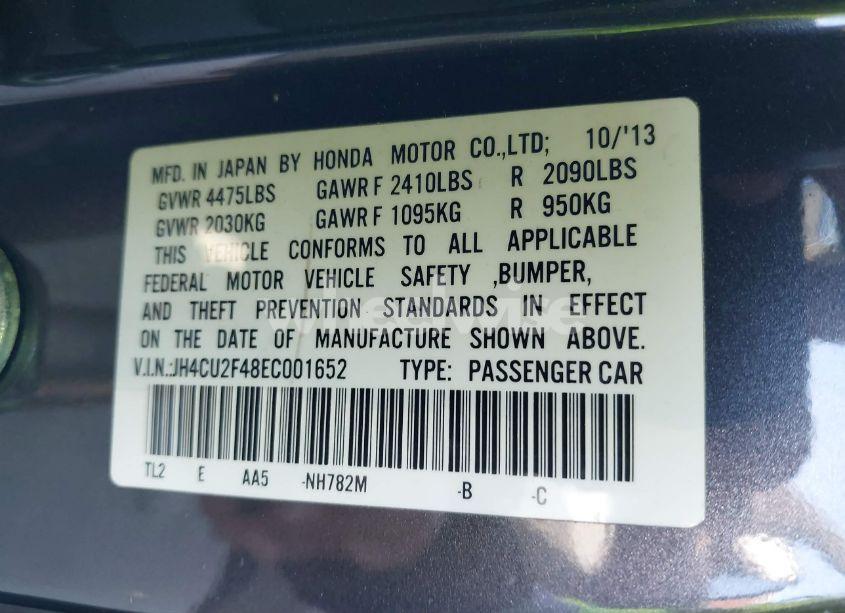 MFD. IN JAPAN BY HONDA MOTOR CO.,LTD; 10/'13
GVWR 4475LBS GAWR F 2410LBS R 2090LBS
GVWR 2030KG GAWR F 1095KG R 950KG
THIS VEHICLE CONFORMS TO ALL APPLICABLE
FEDERAL MOTOR VEHICLE SAFETY ,BUMPER,
AND THEFT PREVENTION STANDARDS IN EFFECT
ON THE DATE OF MANUFACTURE SHOWN ABOVE.
V.I.N.:JH4CU2F48EC001652 TYPE: PASSENGER CAR
TL2 E AA5 -NH782M -B -C